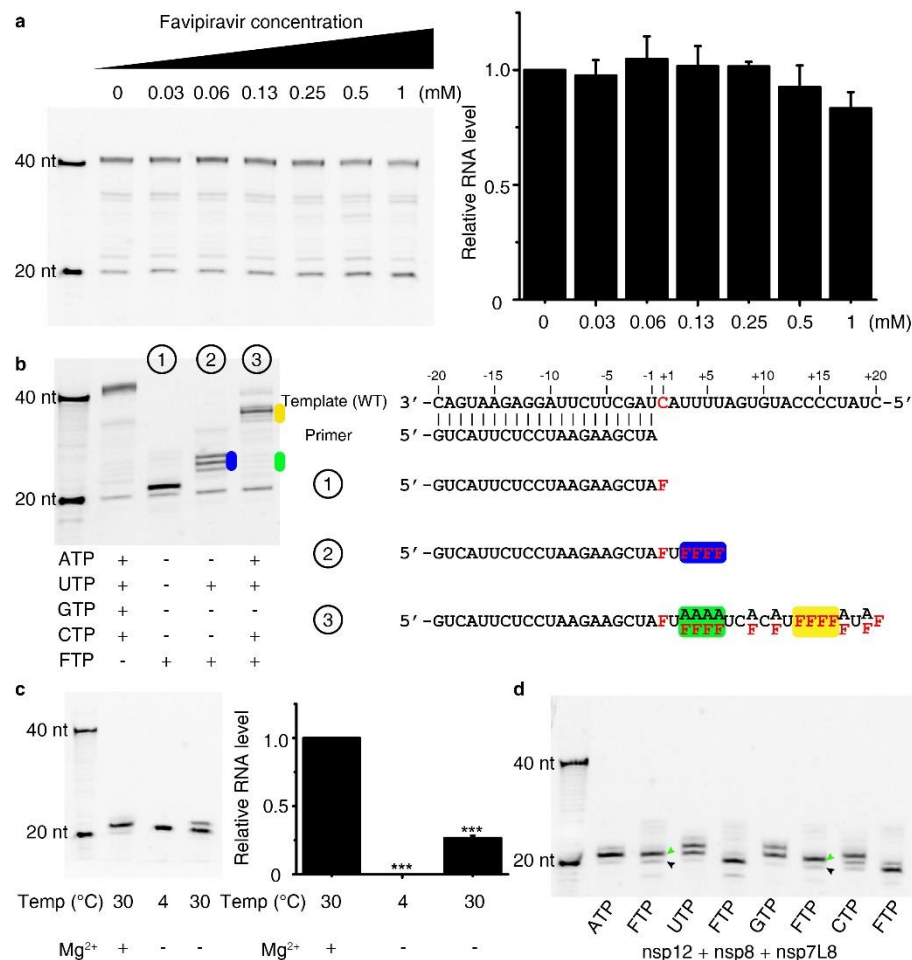 a
Favipiravir concentration
0 0.03 0.06 0.13 0.25 0.5 1 (mM)
40 nt
20 nt
Relative RNA level
1.0
0.5
0
0 0.03 0.06 0.13 0.25 0.5 1 (mM)
b
1 2 3
40 nt
20 nt
ATP + - - +
UTP + - + +
GTP + - - -
CTP + - - +
FTP - + + +
-20 -15 -10 -5 -1 +1 +5 +10 +15 +20
Template (WT) 3’-CAGUAAGAGGAUUCUUCGAUCAUUUUAGUGUACCCCUAUC-5’
Primer 5’-GUCAUUCUCCUAAGAAGCUA
1 5’-GUCAUUCUCCUAAGAAGCUAF
2 5’-GUCAUUCUCCUAAGAAGCUAFUFFFF
AAAA A A A A
3 5’-GUCAUUCUCCUAAGAAGCUAFU UC C UFFFF U F
FFFF F F F F
c
40 nt
20 nt
Temp (°C) 30 4 30
Mg2+ + - -
Relative RNA level
1.0
0.5
0
*** ***
Temp (°C) 30 4 30
Mg2+ + - -
d
40 nt
20 nt
ATP FTP UTP FTP GTP FTP CTP FTP
nsp12 + nsp8 + nsp7L8